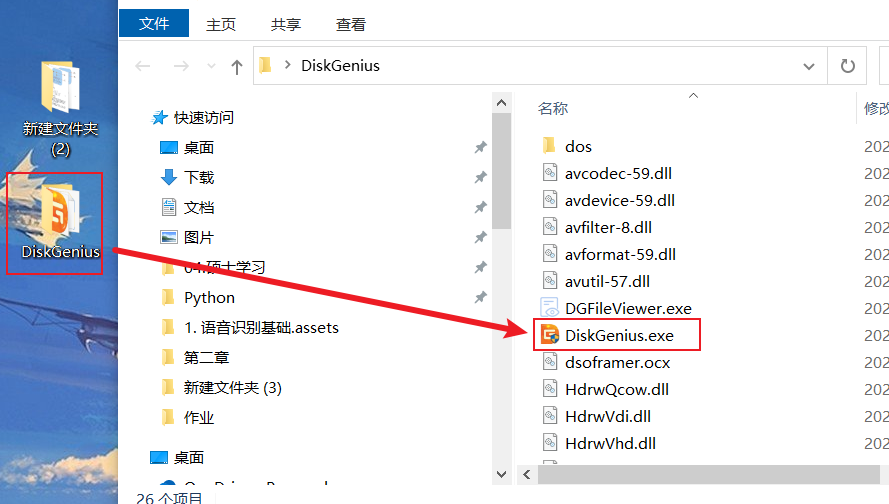 新建文件夹
(2)
DiskGenius
文件 主页 共享 查看
DiskGenius
快速访问
桌面
下载
文档
图片
04.硕士学习
Python
1. 语音识别基础.assets
第二章
新建文件夹 (3)
作业
桌面
26 个项目
名称 修改
dos 202
avcodec-59.dll 202
avdevice-59.dll 202
avfilter-8.dll 202
avformat-59.dll 202
avutil-57.dll 202
DGFileViewer.exe 202
DiskGenius.exe 202
dsoframer.ocx 202
HdrwQcow.dll 202
HdrwVdi.dll 202
HdrwVhd.dll 202